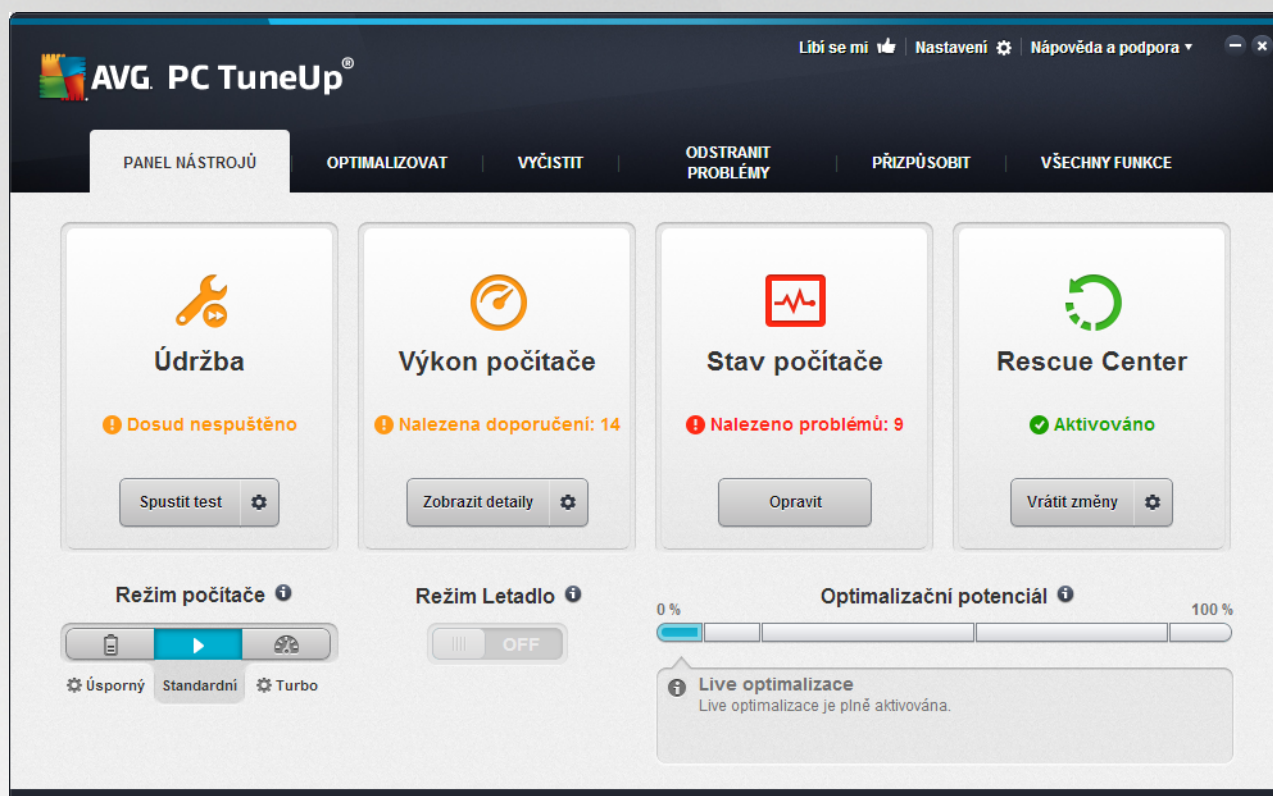 Líbí se mi
Nastavení
Nápověda a podpora
AVG. PC TuneUp®
PANEL NÁSTROJŮ
OPTIMALIZOVAT
VYČISTIT
ODSTRANIT
PROBLÉMY
PŘIZPŮSOBIT
VŠECHNY FUNKCE
Údržba
Dosud nespuštěno
Spustit test
Výkon počítače
Nalezena doporučení: 14
Zobrazit detaily
Stav počítače
Nalezeno problémů: 9
Opravit
Rescue Center
Aktivováno
Vrátit změny
Režim počítače
Úsporný
Standardní
Turbo
Režim Letadlo
OFF
Optimalizační potenciál
0 %
100 %
Live optimalizace
Live optimalizace je plně aktivována.